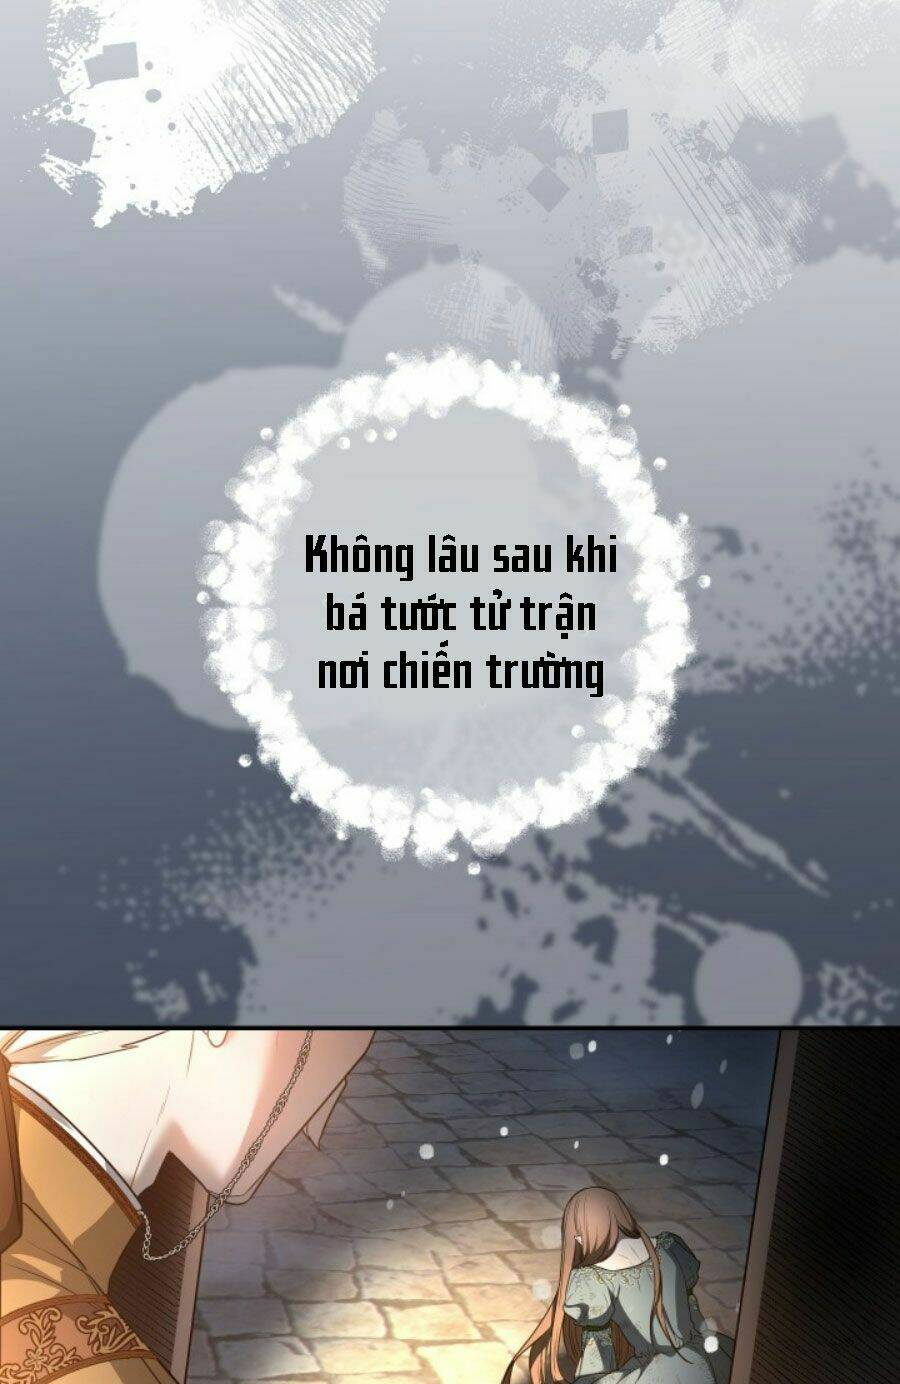 Không lâu sau khi
bá tước tử trận
nơi chiến trường